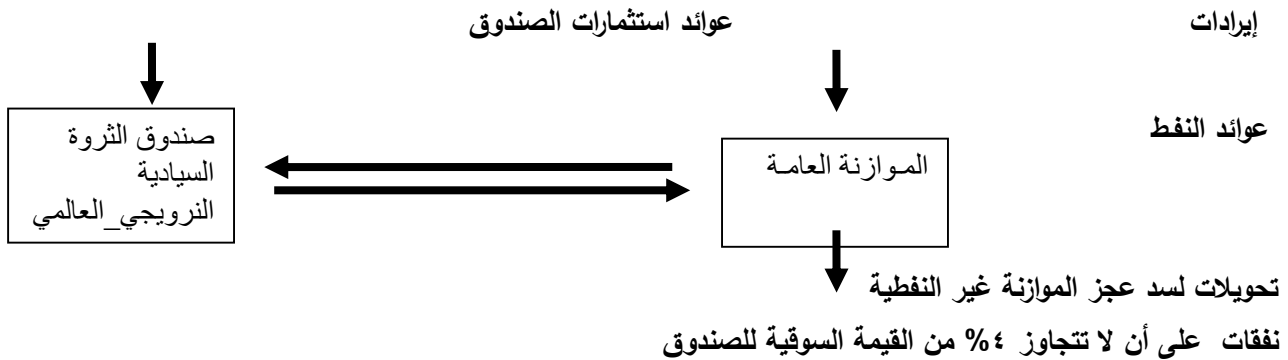 إيرادات
عوائد استثمارات الصندوق
عوائد النفط
الموازنة العامة
صندوق الثروة
السيادية
النرويجي_العالمي
تحويلات لسد عجز الموازنة غير النفطية
نفقات على أن لا تتجاوز ٤% من القيمة السوقية للصندوق